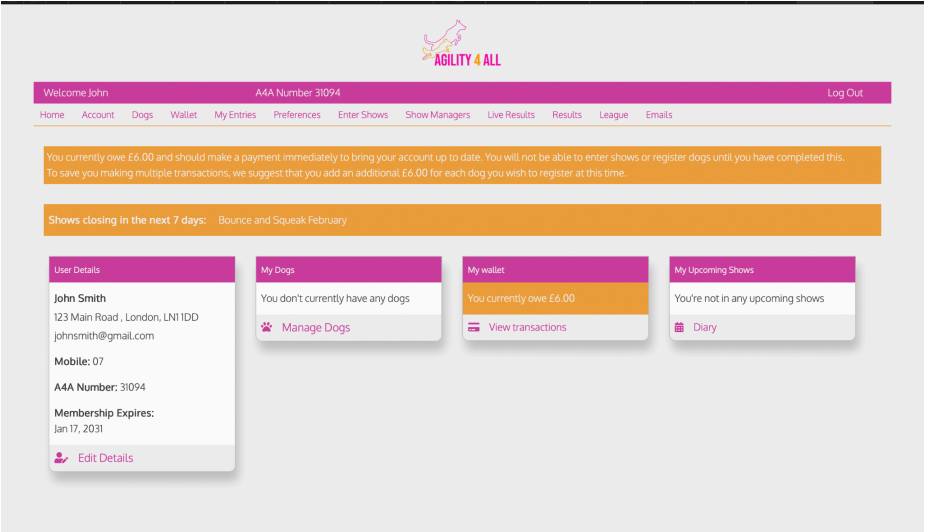 AGILITY 4 ALL
Welcome John
A4A Number 31094
Log Out
Home Account Dogs Wallet My Entries Preferences Enter Shows Show Managers Live Results Results League Emails
You currently owe £6.00 and should make a payment immediately to bring your account up to date. You will not be able to enter shows or register dogs until you have completed this.
To save you making multiple transactions, we suggest that you add an additional £6.00 for each dog you wish to register at this time.
Shows closing in the next 7 days: Bounce and Squeak February
User Details
John Smith
123 Main Road , London, LN1 1DD
johnsmith@gmail.com
Mobile: 07
A4A Number: 31094
Membership Expires:
Jan 17, 2031
Edit Details
My Dogs
You don't currently have any dogs
Manage Dogs
My wallet
You currently owe £6.00
View transactions
My Upcoming Shows
You're not in any upcoming shows
Diary